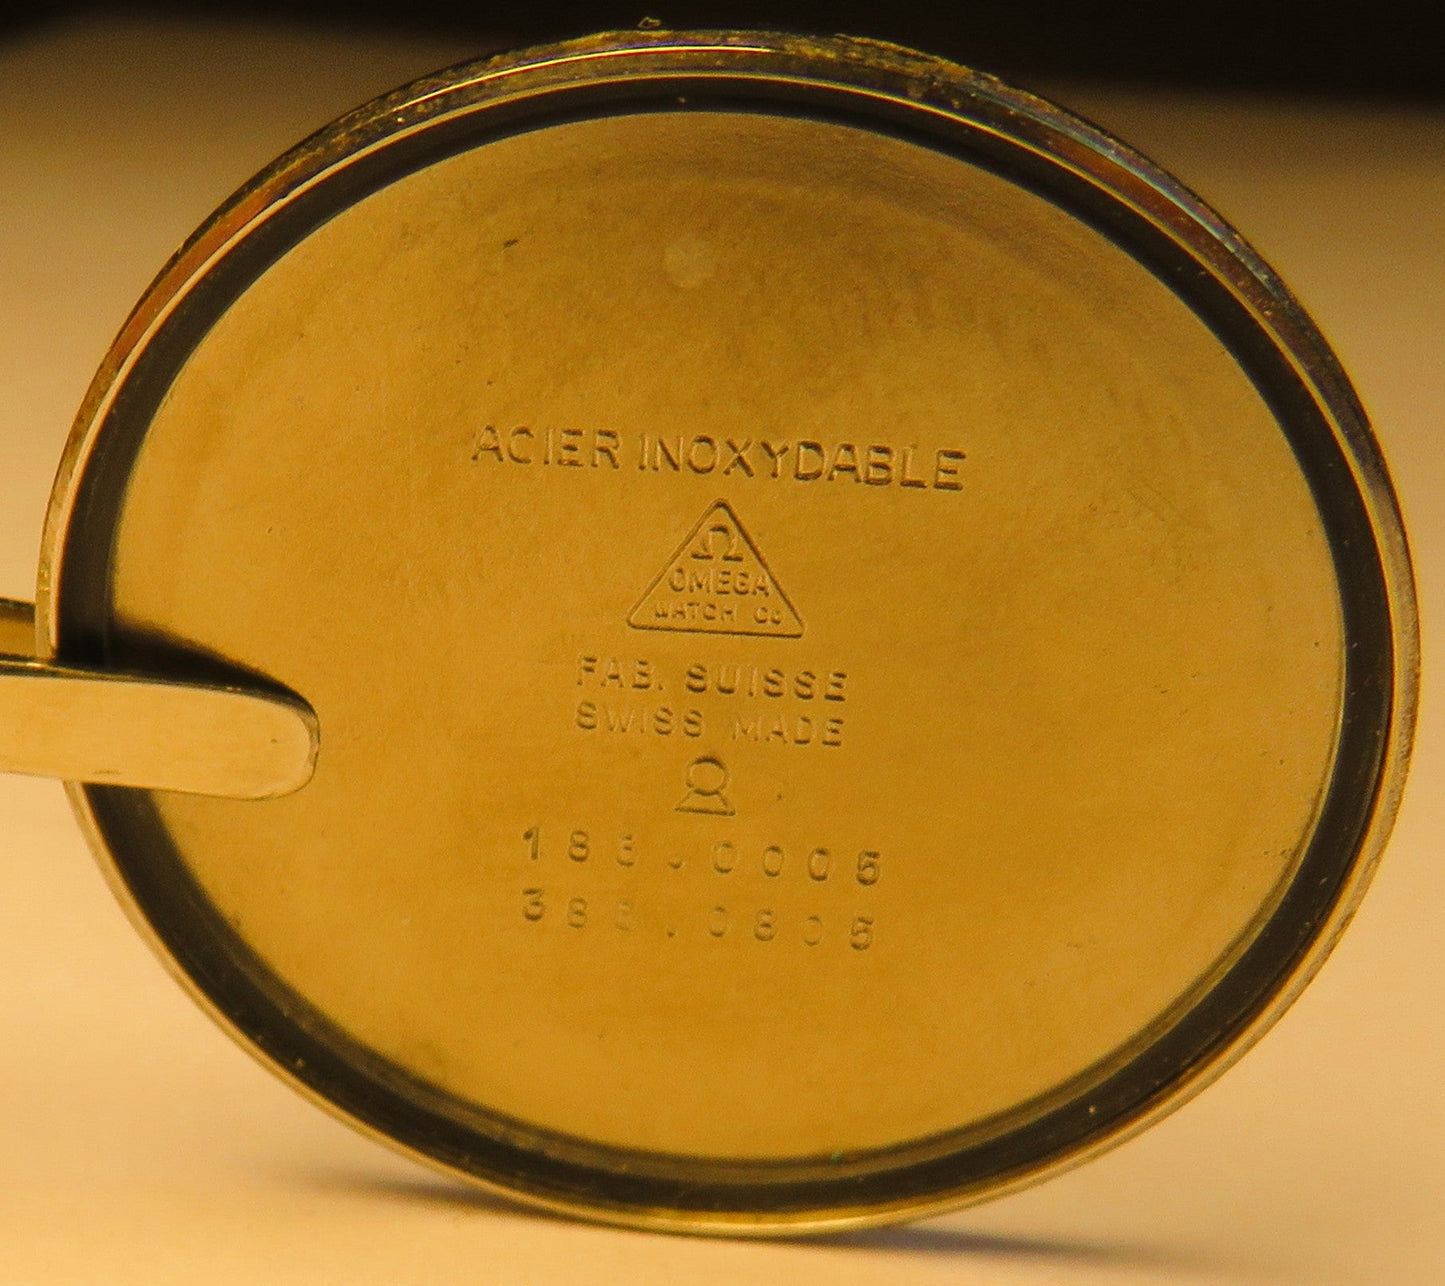 ACIER INOXYDABLE
Ω
OMEGA
WATCH Co
FAB. SUISSE
SWISS MADE